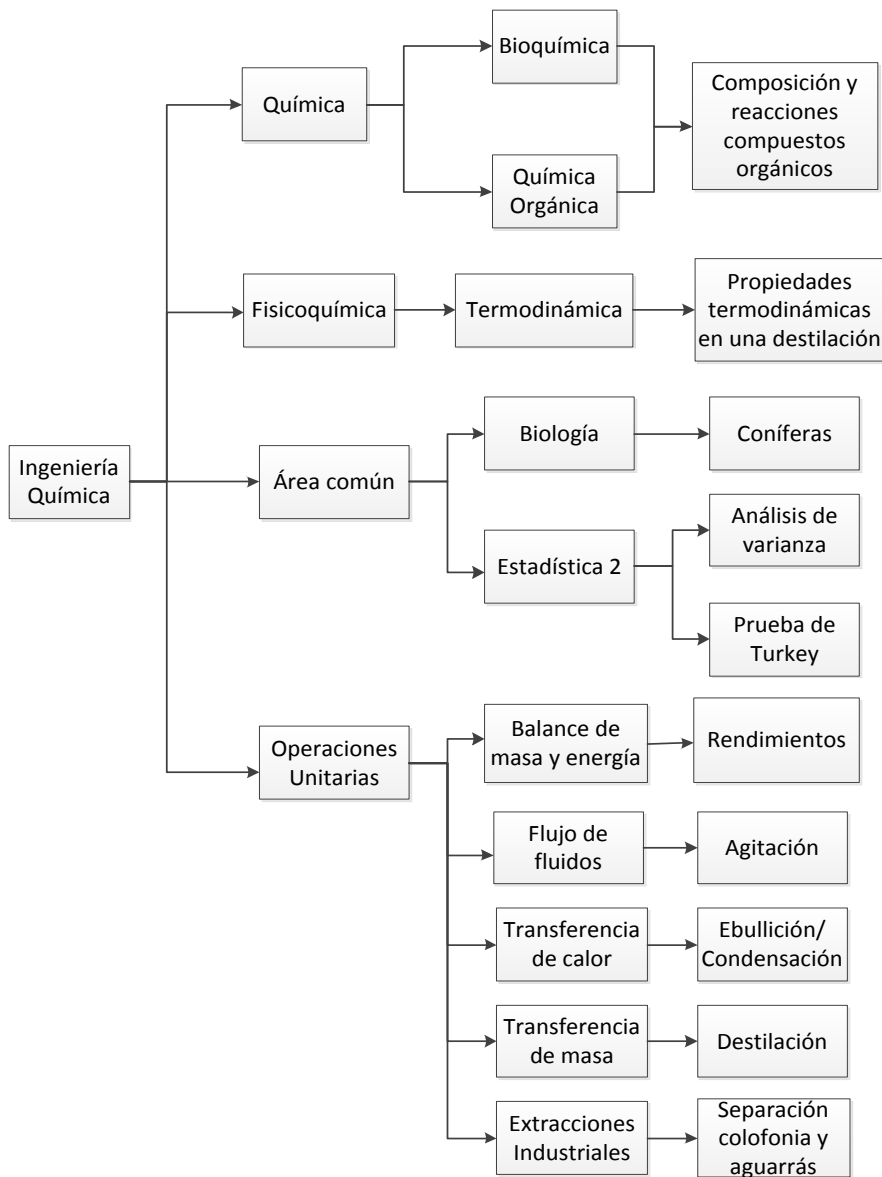 Bioquímica
Química
Composición y
reacciones
compuestos
orgánicos
Química
Orgánica
Fisicoquímica
Termodinámica
Propiedades
termodinámicas
en una destilación
Ingeniería
Química
Área común
Biología
Coníferas
Estadística 2
Análisis de
varianza
Prueba de
Turkey
Operaciones
Unitarias
Balance de
masa y energía
Rendimientos
Flujo de
fluidos
Agitación
Transferencia
de calor
Ebullición/
Condensación
Transferencia
de masa
Destilación
Extracciones
Industriales
Separación
colofonia y
aguarrás